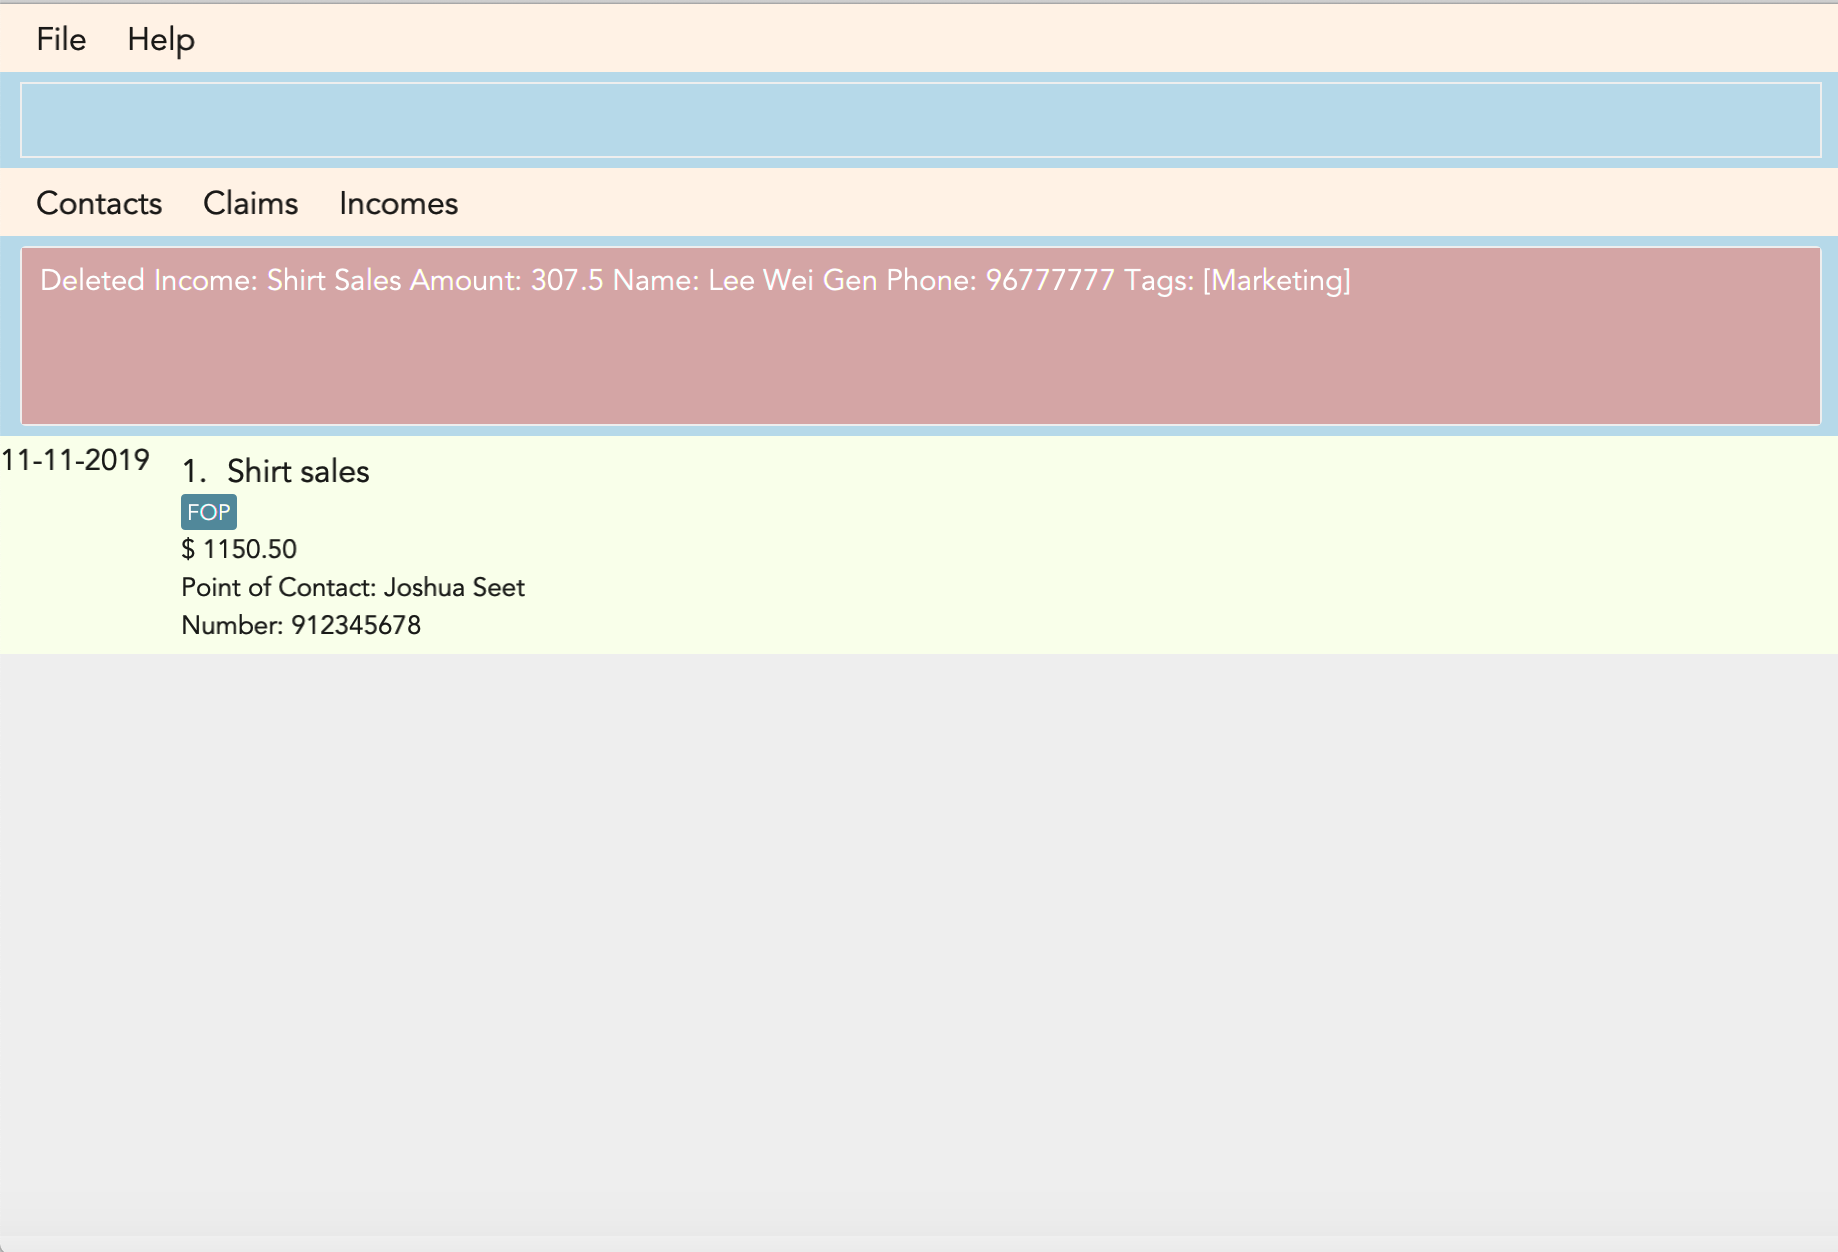 File Help
Contacts Claims Incomes
Deleted Income: Shirt Sales Amount: 307.5 Name: Lee Wei Gen Phone: 96777777 Tags: [Marketing]
11-11-2019
1. Shirt sales
FOP
$ 1150.50
Point of Contact: Joshua Seet
Number: 912345678